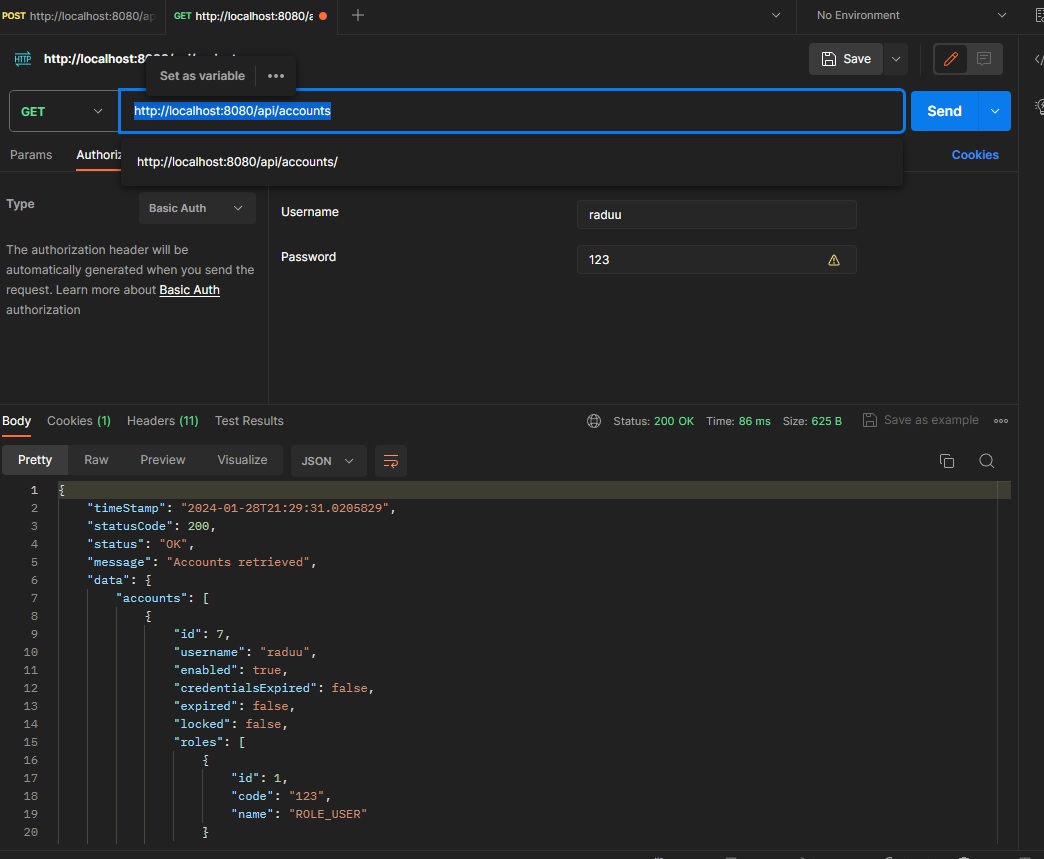 POST http://localhost:8080/ap
GET http://localhost:8080/a
No Environment
HTTP http://localhost:8080/api/accounts
Set as variable
Save
GET
http://localhost:8080/api/accounts
Send
http://localhost:8080/api/accounts/
Params
Authoriz
Cookies
Type
Basic Auth
The authorization header will be
automatically generated when you send the
request. Learn more about Basic Auth
authorization
Username
raduu
Password
123
Body
Cookies (1)
Headers (11)
Test Results
Status: 200 OK
Time: 86 ms
Size: 625 B
Save as example
Pretty
Raw
Preview
Visualize
JSON
1 {
2 "timeStamp": "2024-01-28T21:29:31.0205829",
3 "statusCode": 200,
4 "status": "OK",
5 "message": "Accounts retrieved",
6 "data": {
7 "accounts": [
8 {
9 "id": 7,
10 "username": "raduu",
11 "enabled": true,
12 "credentialsExpired": false,
13 "expired": false,
14 "locked": false,
15 "roles": [
16 {
17 "id": 1,
18 "code": "123",
19 "name": "ROLE_USER"
20 }